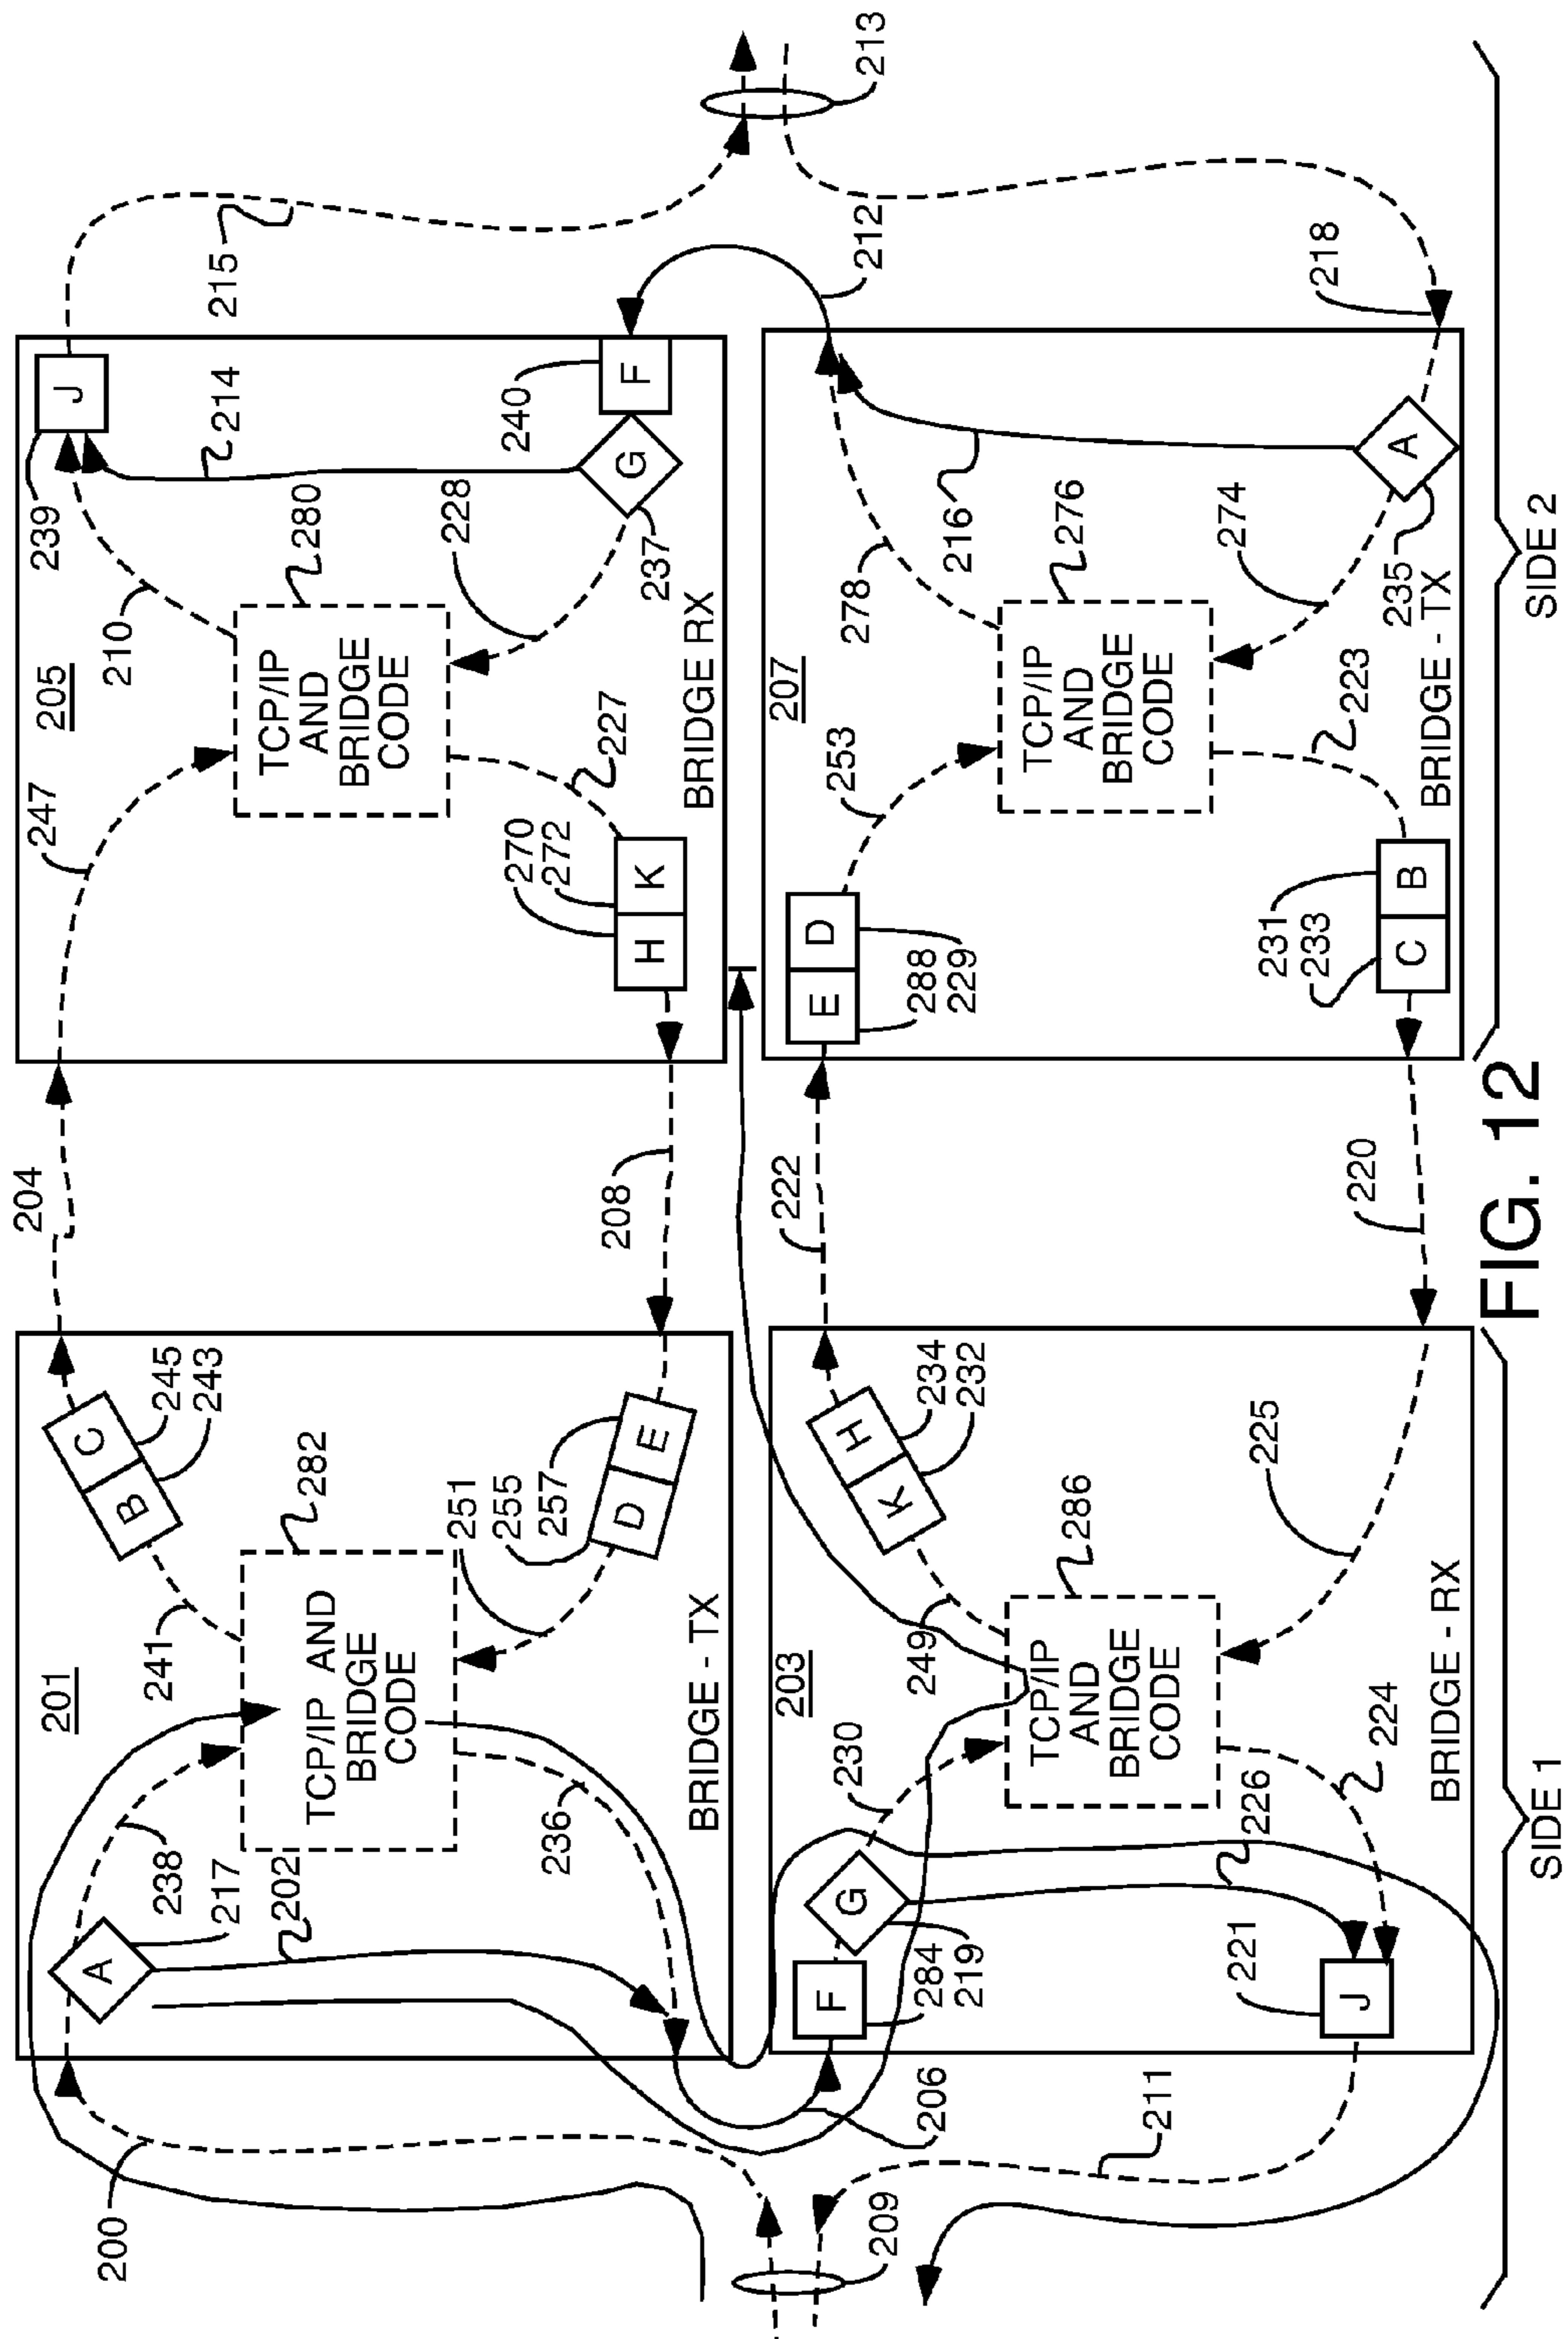 213
215
212
218
J
239
214
240
F
G
237
228
280
205
210
TCP/IP
AND
BRIDGE
CODE
247
227
270
272
H
K
BRIDGE RX
207
278
216
276
274
A
235
TCP/IP
AND
BRIDGE
CODE
253
223
E
D
288
229
231
233
C
B
BRIDGE - TX
SIDE 2
204
208
222
220
FIG. 12
201
C
B
245
243
241
282
TCP/IP AND
BRIDGE
CODE
251
255
257
D
E
238
A
217
202
236
BRIDGE - TX
203
H
K
234
232
249
286
TCP/IP
AND
BRIDGE
CODE
225
230
G
F
284
219
224
226
221
J
BRIDGE - RX
200
206
211
209
SIDE 1